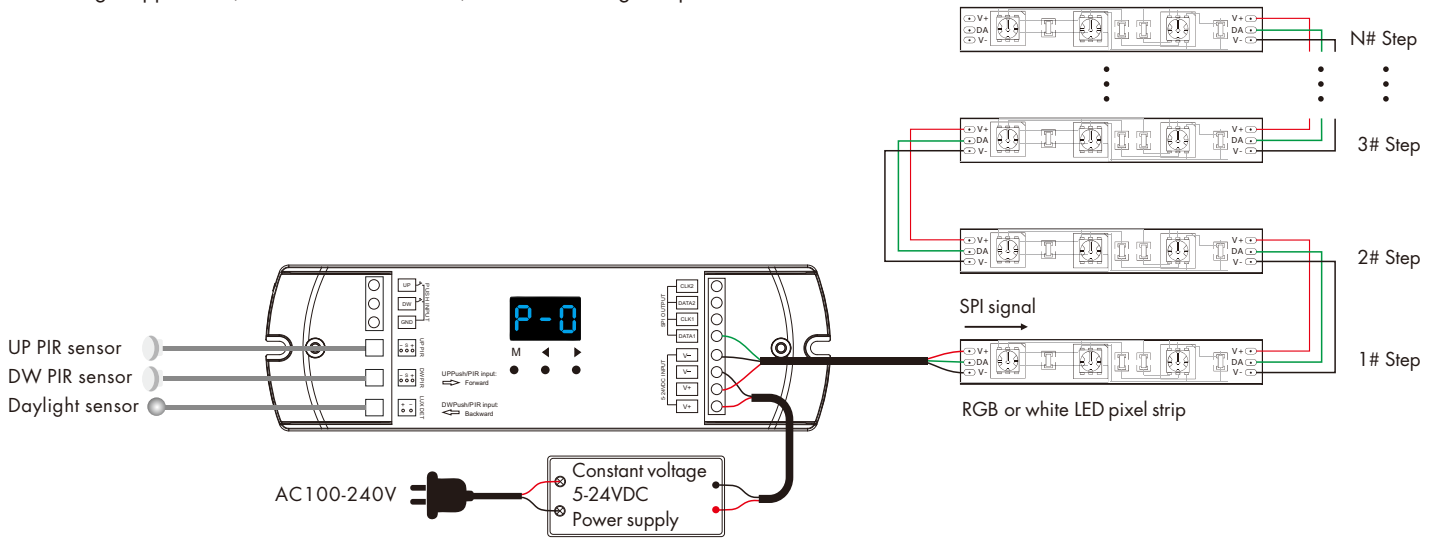 V+
DA
V-
V+
DA
V-
N# Step
V+
DA
V-
V+
DA
V-
3# Step
V+
DA
V-
V+
DA
V-
2# Step
SPI signal
V+
DA
V-
V+
DA
V-
1# Step
RGB or white LED pixel strip
UP PIR sensor
DW PIR sensor
Daylight sensor
UP
DW
GND
PUSH INPUT
UP PIR
- S +
DW PIR
- S +
LUX DET
+ -
P-0
M
UPPush/PIR input:
Forward
DWPush/PIR input:
Backward
SPI OUTPUT
CLK2
DATA2
CLK1
DATA1
5-24VDC INPUT
V-
V-
V+
V+
AC100-240V
Constant voltage
5-24VDC
Power supply